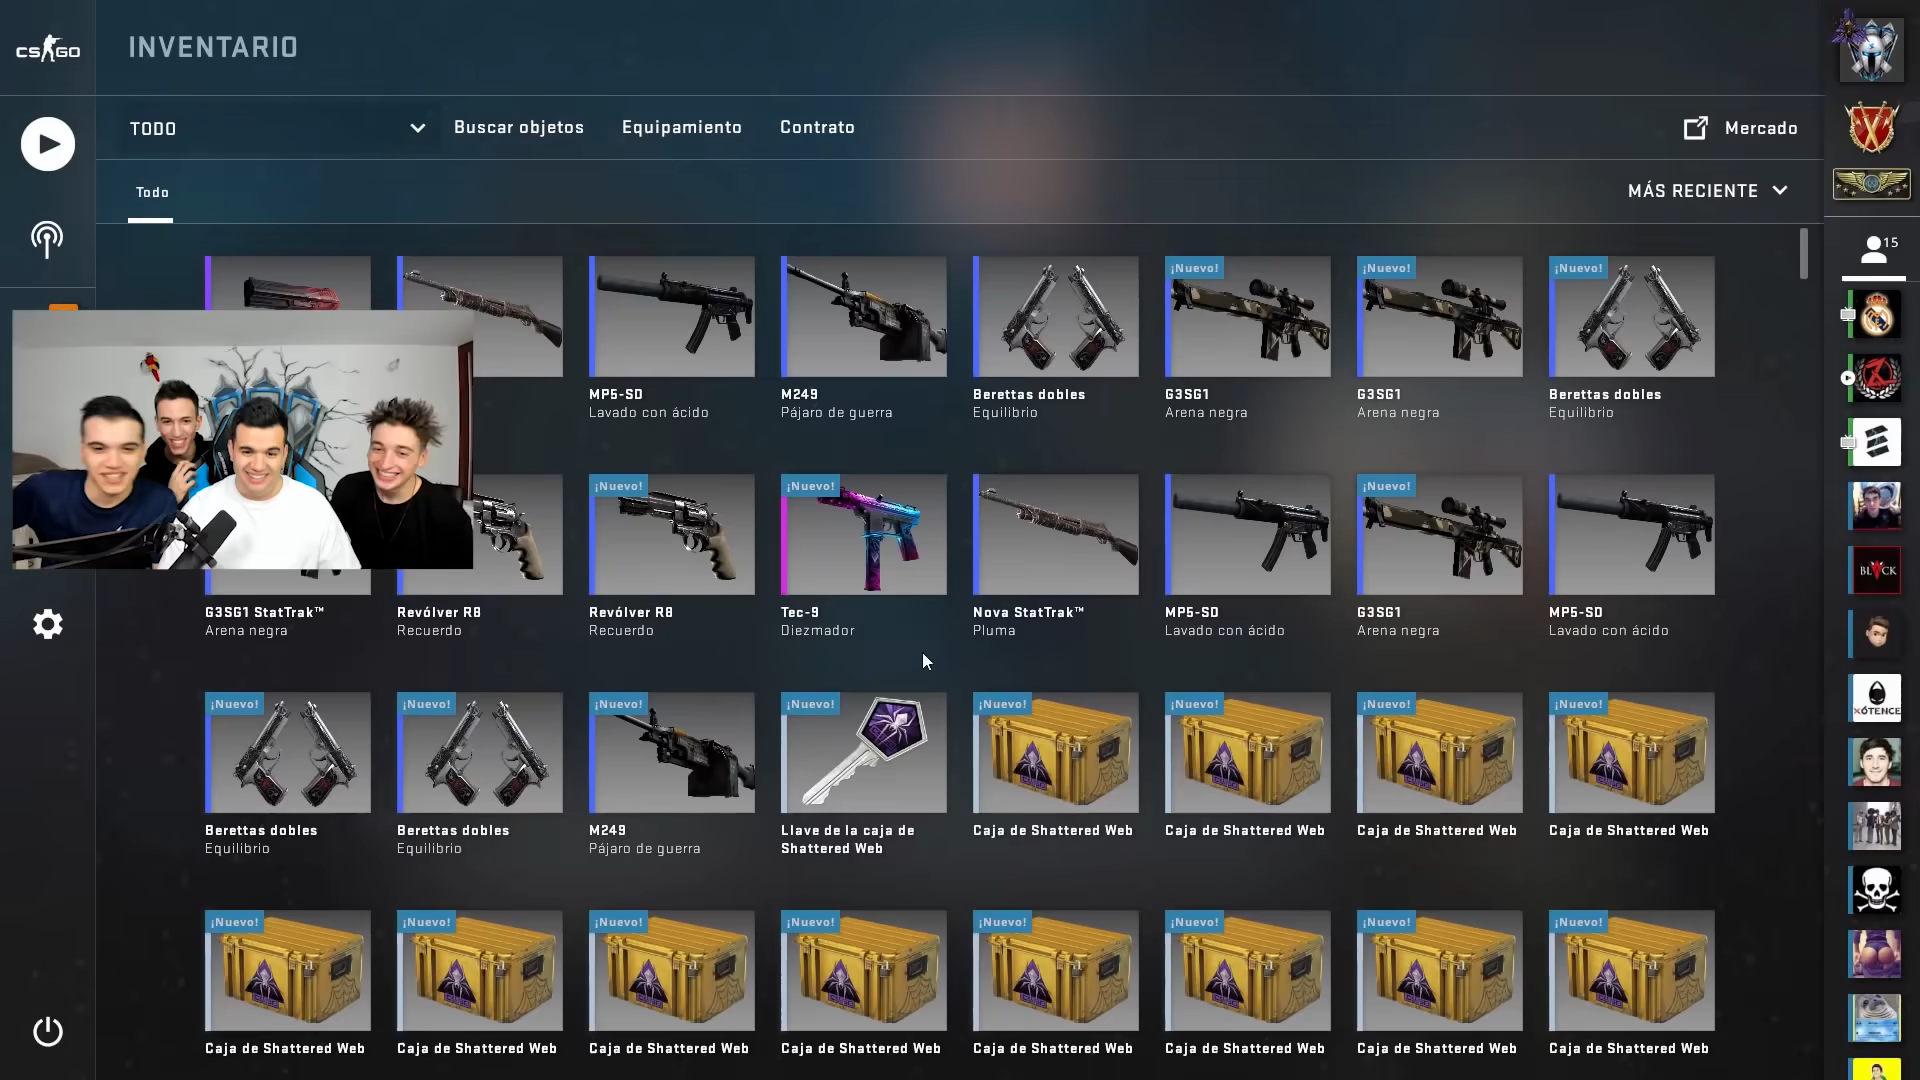 CS GO
INVENTARIO
TODO
Buscar objetos
Equipamiento
Contrato
Mercado
Todo
MÁS RECIENTE
15
¡Nuevo!
¡Nuevo!
¡Nuevo!
MP5-SD
Lavado con ácido
M249
Pájaro de guerra
Berettas dobles
Equilibrio
G3SG1
Arena negra
G3SG1
Arena negra
Berettas dobles
Equilibrio
¡Nuevo!
¡Nuevo!
¡Nuevo!
G3SG1 StatTrak™
Arena negra
Revólver R8
Recuerdo
Revólver R8
Recuerdo
Tec-9
Diezmador
Nova StatTrak™
Pluma
MP5-SD
Lavado con ácido
G3SG1
Arena negra
MP5-SD
Lavado con ácido
BLVCK
XÓTENCE
¡Nuevo!
¡Nuevo!
¡Nuevo!
¡Nuevo!
¡Nuevo!
¡Nuevo!
¡Nuevo!
¡Nuevo!
Berettas dobles
Equilibrio
Berettas dobles
Equilibrio
M249
Pájaro de guerra
Llave de la caja de
Shattered Web
Caja de Shattered Web
Caja de Shattered Web
Caja de Shattered Web
Caja de Shattered Web
¡Nuevo!
¡Nuevo!
¡Nuevo!
¡Nuevo!
¡Nuevo!
¡Nuevo!
¡Nuevo!
¡Nuevo!
Caja de Shattered Web
Caja de Shattered Web
Caja de Shattered Web
Caja de Shattered Web
Caja de Shattered Web
Caja de Shattered Web
Caja de Shattered Web
Caja de Shattered Web